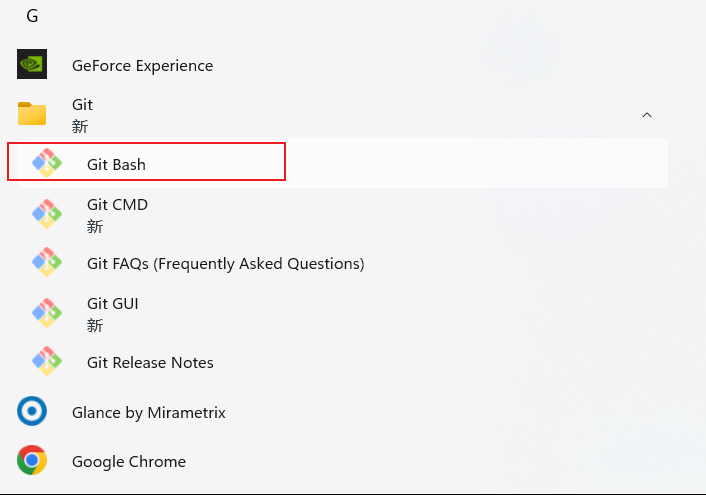 G
GeForce Experience
Git
新
Git Bash
Git CMD
新
Git FAQs (Frequently Asked Questions)
Git GUI
新
Git Release Notes
Glance by Mirametrix
Google Chrome